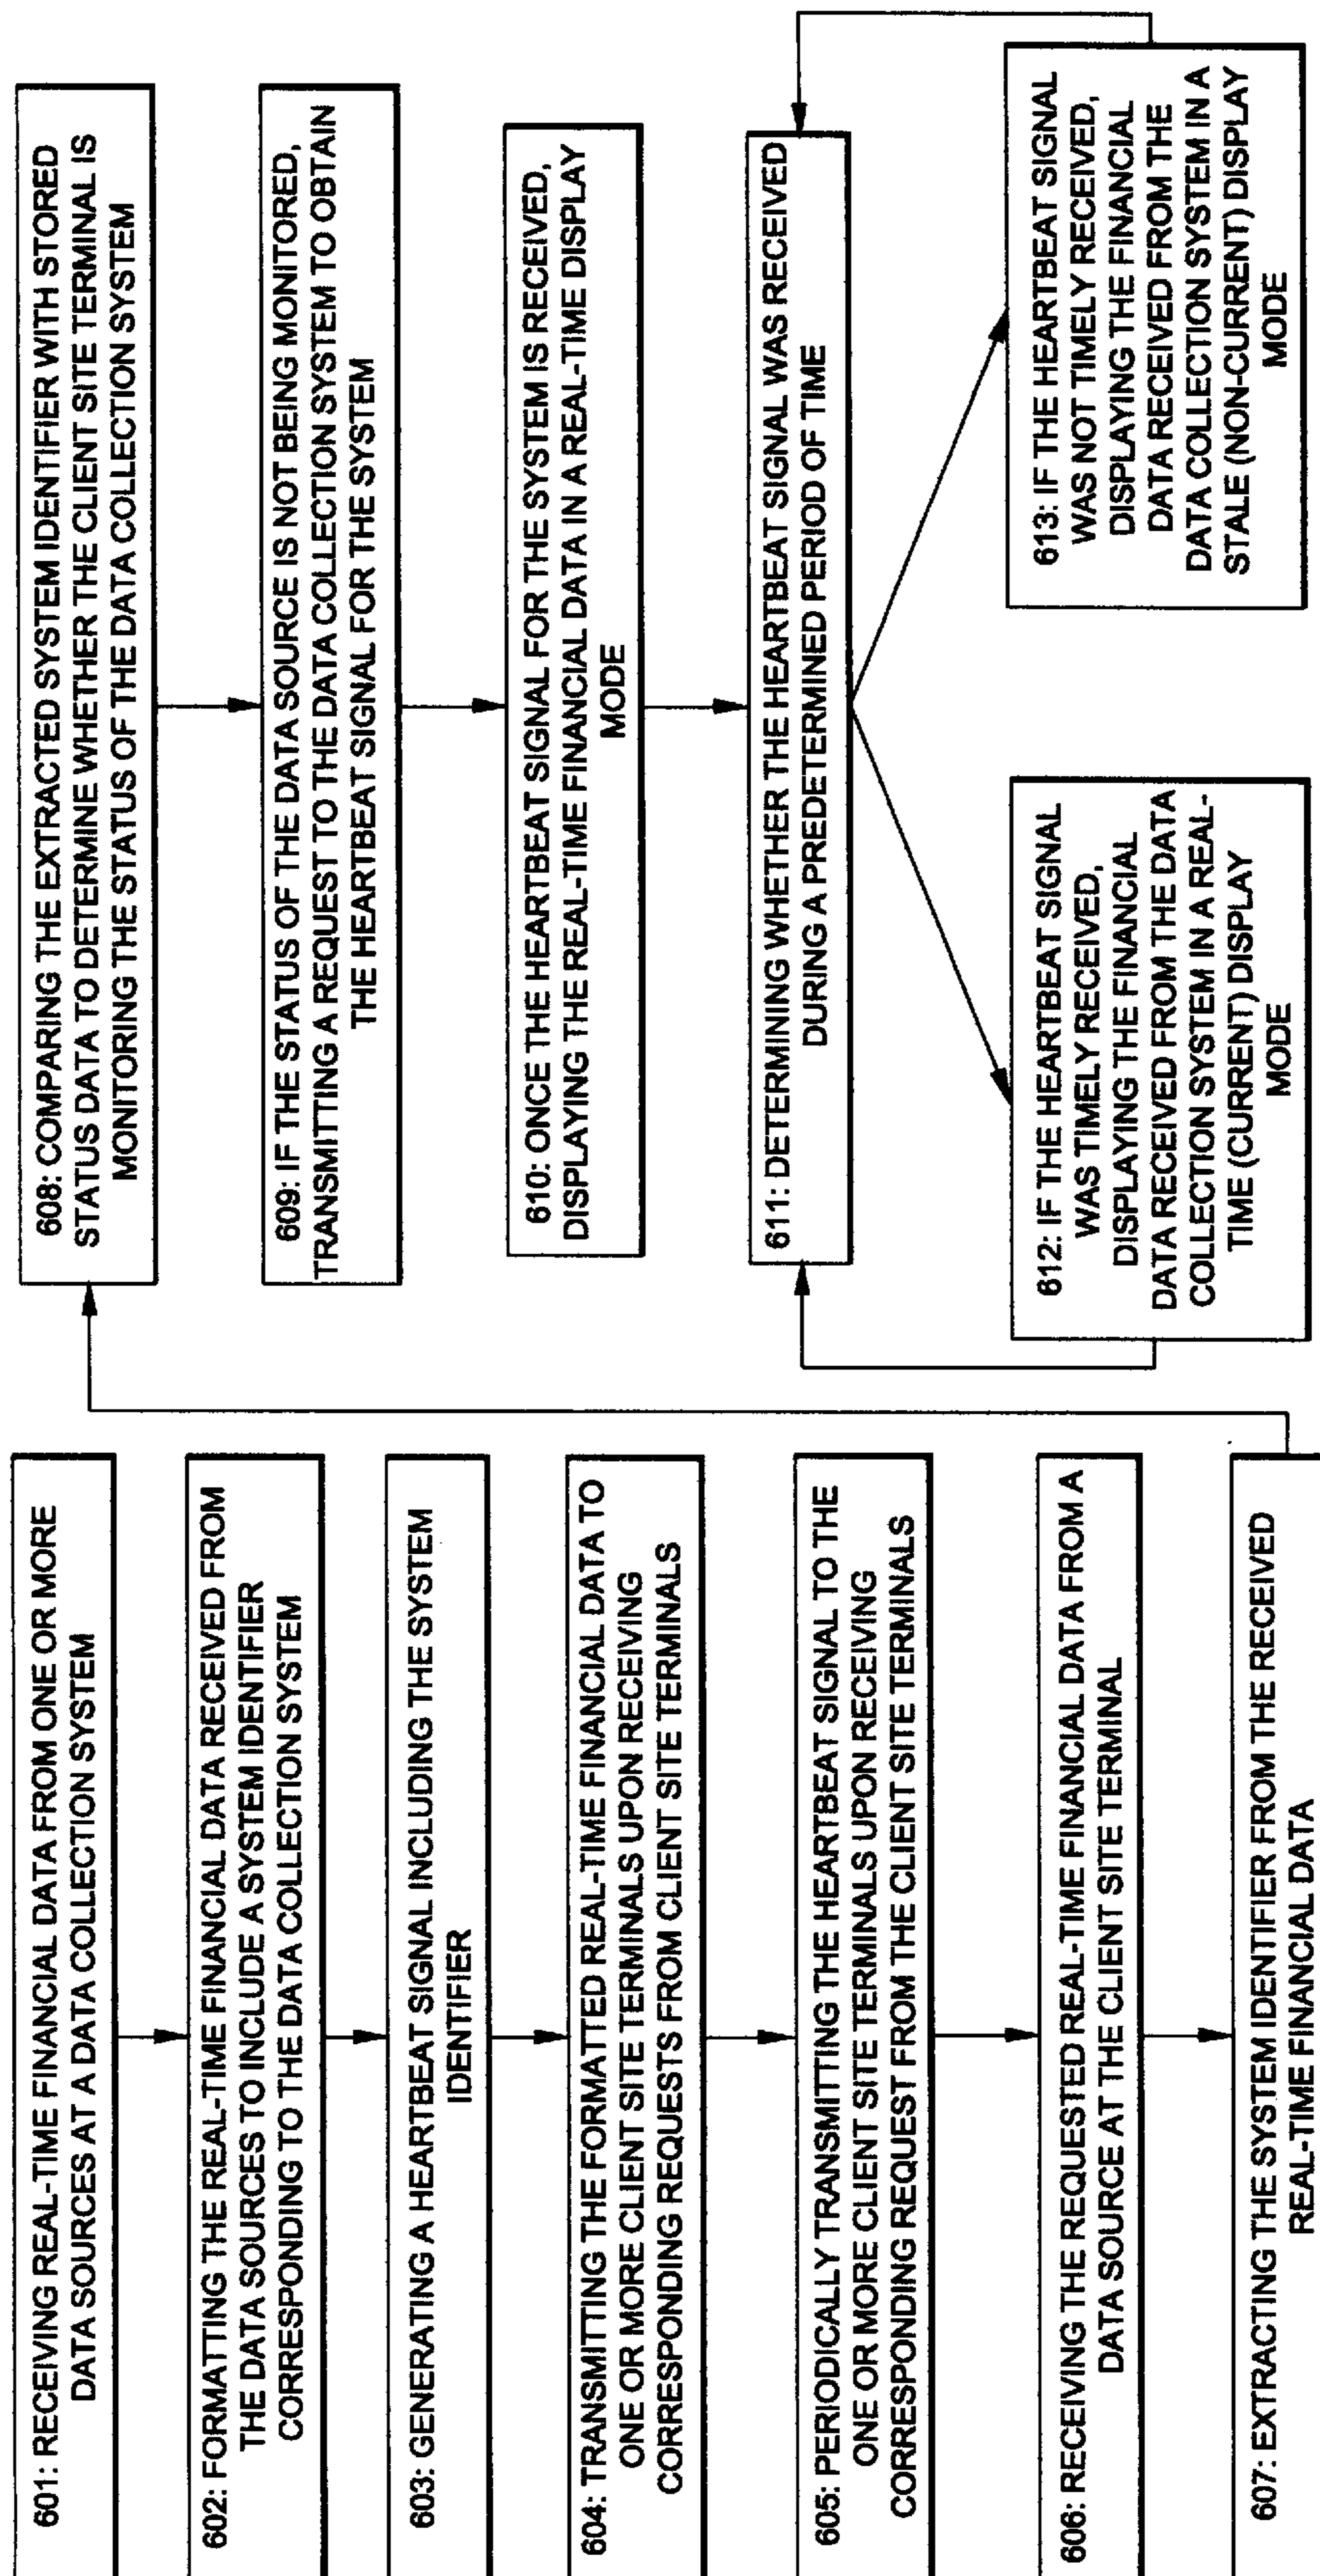 601: RECEIVING REAL-TIME FINANCIAL DATA FROM ONE OR MORE
DATA SOURCES AT A DATA COLLECTION SYSTEM
602: FORMATTING THE REAL-TIME FINANCIAL DATA RECEIVED FROM
THE DATA SOURCES TO INCLUDE A SYSTEM IDENTIFIER
CORRESPONDING TO THE DATA COLLECTION SYSTEM
603: GENERATING A HEARTBEAT SIGNAL INCLUDING THE SYSTEM
IDENTIFIER
604: TRANSMITTING THE FORMATTED REAL-TIME FINANCIAL DATA TO
ONE OR MORE CLIENT SITE TERMINALS UPON RECEIVING
CORRESPONDING REQUESTS FROM CLIENT SITE TERMINALS
605: PERIODICALLY TRANSMITTING THE HEARTBEAT SIGNAL TO THE
ONE OR MORE CLIENT SITE TERMINALS UPON RECEIVING
CORRESPONDING REQUEST FROM THE CLIENT SITE TERMINALS
606: RECEIVING THE REQUESTED REAL-TIME FINANCIAL DATA FROM A
DATA SOURCE AT THE CLIENT SITE TERMINAL
607: EXTRACTING THE SYSTEM IDENTIFIER FROM THE RECEIVED
REAL-TIME FINANCIAL DATA
608: COMPARING THE EXTRACTED SYSTEM IDENTIFIER WITH STORED
STATUS DATA TO DETERMINE WHETHER THE CLIENT SITE TERMINAL IS
MONITORING THE STATUS OF THE DATA COLLECTION SYSTEM
609: IF THE STATUS OF THE DATA SOURCE IS NOT BEING MONITORED,
TRANSMITTING A REQUEST TO THE DATA COLLECTION SYSTEM TO OBTAIN
THE HEARTBEAT SIGNAL FOR THE SYSTEM
610: ONCE THE HEARTBEAT SIGNAL FOR THE SYSTEM IS RECEIVED,
DISPLAYING THE REAL-TIME FINANCIAL DATA IN A REAL-TIME DISPLAY
MODE
611: DETERMINING WHETHER THE HEARTBEAT SIGNAL WAS RECEIVED
DURING A PREDETERMINED PERIOD OF TIME
612: IF THE HEARTBEAT SIGNAL
WAS TIMELY RECEIVED,
DISPLAYING THE FINANCIAL
DATA RECEIVED FROM THE DATA
COLLECTION SYSTEM IN A REAL-
TIME (CURRENT) DISPLAY
MODE
613: IF THE HEARTBEAT SIGNAL
WAS NOT TIMELY RECEIVED,
DISPLAYING THE FINANCIAL
DATA RECEIVED FROM THE
DATA COLLECTION SYSTEM IN A
STALE (NON-CURRENT) DISPLAY
MODE